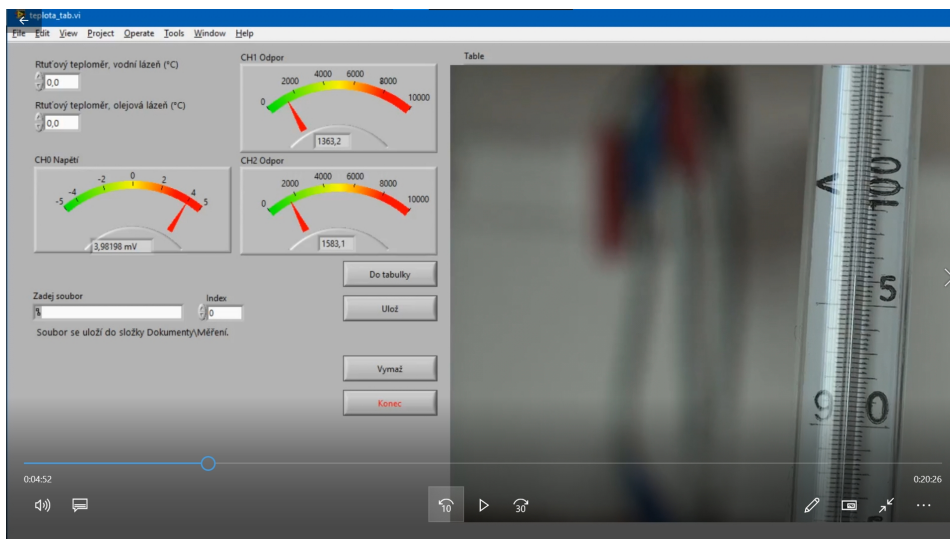 teplota_tab.vi
File Edit View Project Operate Tools Window Help
Rtuťový teploměr, vodní lázeň (°C)
0,0
Rtuťový teploměr, olejová lázeň (°C)
0,0
CH0 Napětí
-5 -4 -2 0 2 4 5
3,98198 mV
CH1 Odpor
0 2000 4000 6000 8000 10000
1363,2
CH2 Odpor
0 2000 4000 6000 8000 10000
1583,1
Zadej soubor
%
Index
0
Soubor se uloží do složky Dokumenty\Měření.
Do tabulky
Ulož
Vymaž
Konec
Table
100
5
90
0:04:52
0:20:26
10
30